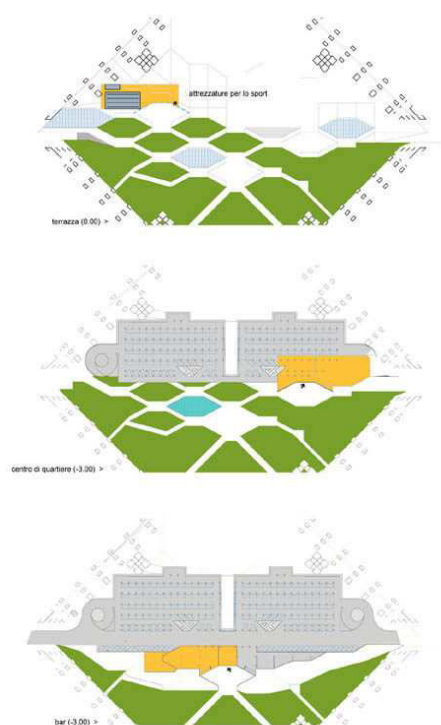 attrezzature per lo sport
terrazza (0.00) >
centro di quartiere (-3.00) >
bar (-3.00) >